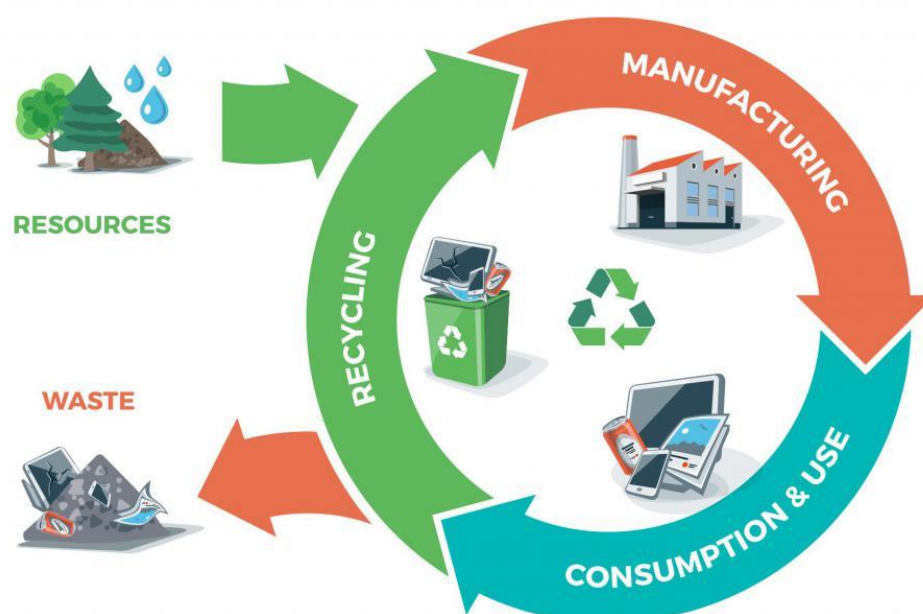 RESOURCES
WASTE
RECYCLING
MANUFACTURING
CONSUMPTION & USE